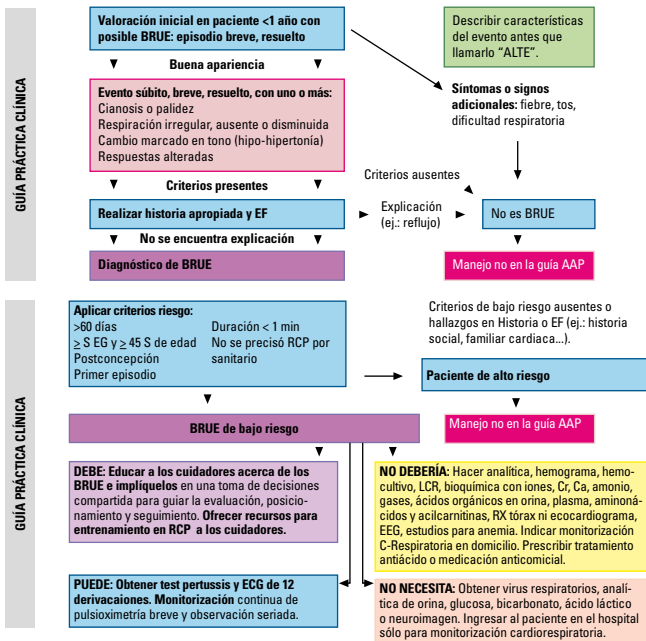 GUÍA PRÁCTICA CLÍNICA
Valoración inicial en paciente <1 año con
posible BRUE: episodio breve, resuelto
Describir características
del evento antes que
llamarlo “ALTE”.
Buena apariencia
Evento súbito, breve, resuelto, con uno o más:
Cianosis o palidez
Respiración irregular, ausente o disminuida
Cambio marcado en tono (hipo-hipertonía)
Respuestas alteradas
Síntomas o signos
adicionales: fiebre, tos,
dificultad respiratoria
Criterios presentes
Criterios ausentes
Realizar historia apropiada y EF
Explicación
(ej.: reflujo)
No es BRUE
No se encuentra explicación
Diagnóstico de BRUE
Manejo no en la guía AAP
GUÍA PRÁCTICA CLÍNICA
Aplicar criterios riesgo:
>60 días
≥ S EG y ≥ 45 S de edad
Postconcepción
Primer episodio
Duración < 1 min
No se precisó RCP por
sanitario
Criterios de bajo riesgo ausentes o
hallazgos en Historia o EF (ej.: historia
social, familiar cardiaca...).
Paciente de alto riesgo
BRUE de bajo riesgo
Manejo no en la guía AAP
DEBE: Educar a los cuidadores acerca de los
BRUE e implíquelos en una toma de decisiones
compartida para guiar la evaluación, posicio-
namiento y seguimiento. Ofrecer recursos para
entrenamiento en RCP a los cuidadores.
NO DEBERÍA: Hacer analítica, hemograma, hemo-
cultivo, LCR, bioquímica con iones, Cr, Ca, amonio,
gases, ácidos orgánicos en orina, plasma, aminoná-
cidos y acilcarnitinas, RX tórax ni ecocardiograma,
EEG, estudios para anemia. Indicar monitorización
C-Respiratoria en domicilio. Prescribir tratamiento
antiácido o medicación anticomicial.
PUEDE: Obtener test pertussis y ECG de 12
derivacaiones. Monitorización continua de
pulsioximetría breve y observación seriada.
NO NECESITA: Obtener virus respiratorios, analí-
tica de orina, glucosa, bicarbonato, ácido láctico
o neuroimagen. Ingresar al paciente en el hospital
sólo para monitorización cardiorespiratoria.